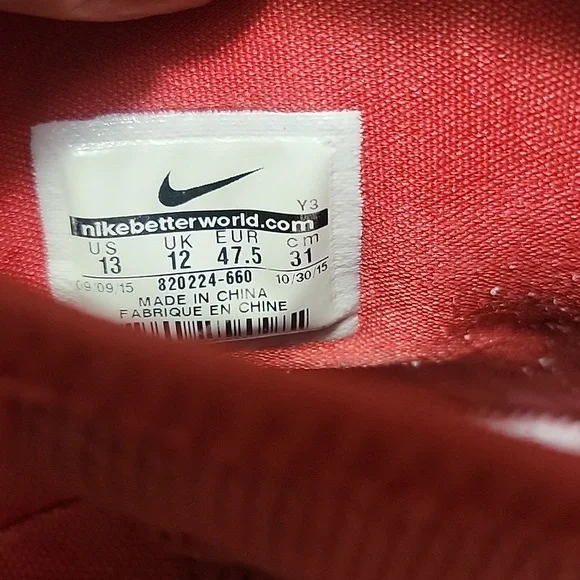 Y3
nikebetterworld.com
US UK EUR cm
13 12 47.5 31
09/09/15 820224-660 10/30/15
MADE IN CHINA
FABRIQUE EN CHINE